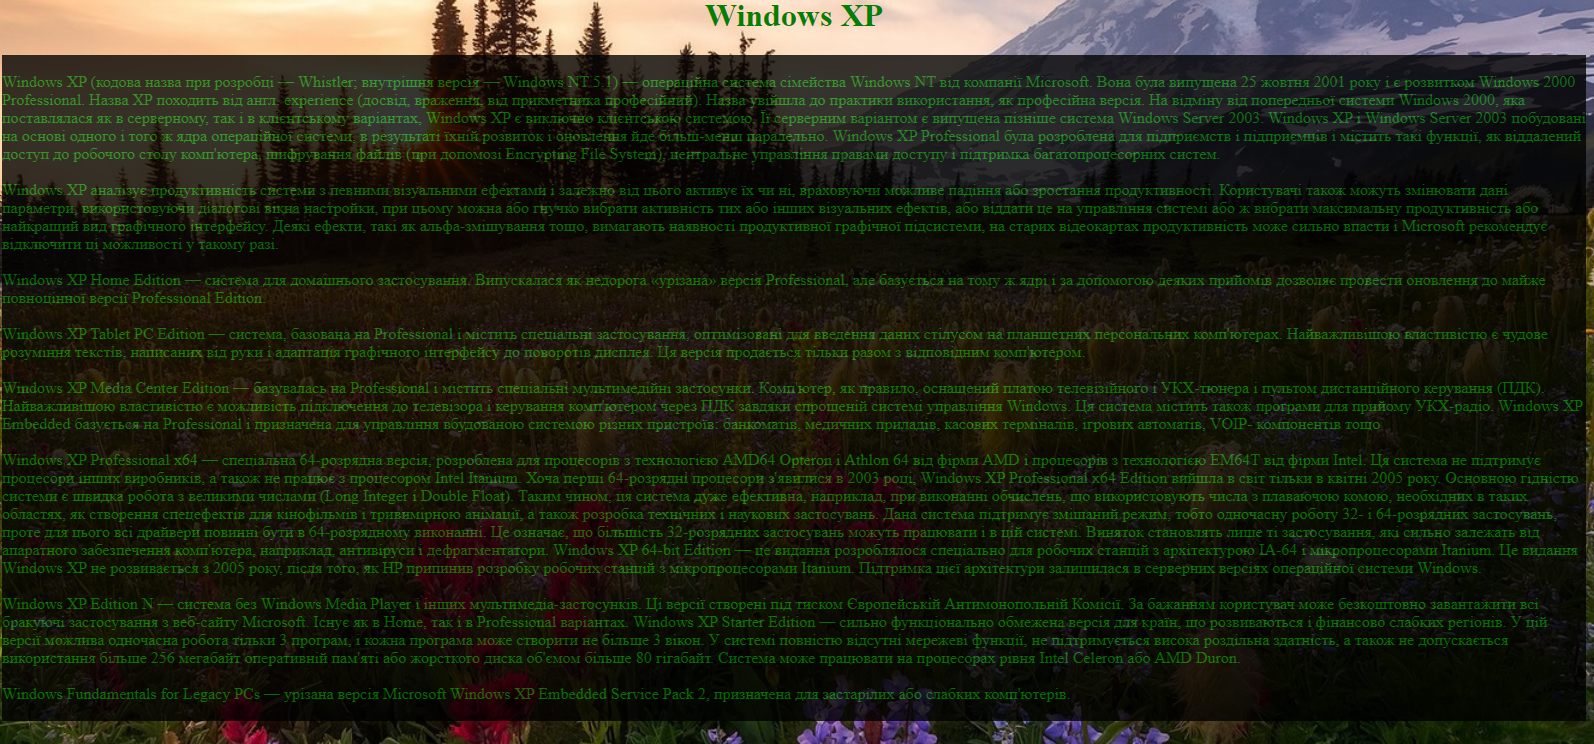 Windows XP
Windows XP (кодова назва при розробці — Whistler; внутрішня версія — Windows NT 5.1) — операційна система сімейства Windows NT від компанії Microsoft. Вона була випущена 25 жовтня 2001 року і є розвитком Windows 2000
Professional. Назва XP походить від англ. experience (досвід, враження, від прикметника професійний). Назва увійшла до практики використання, як професійна версія. На відміну від попередньої системи Windows 2000, яка
поставлялася як в серверному, так і в клієнтському варіантах, Windows XP є виключно клієнтською системою. Її серверним варіантом є випущена пізніше система Windows Server 2003. Windows XP і Windows Server 2003 побудовані
на основі одного і того ж ядра операційної системи, в результаті їхній розвиток і оновлення йде більш-менш паралельно. Windows XP Professional була розроблена для підприємств і підприємців і містить такі функції, як віддалений
доступ до робочого столу комп'ютера, шифрування файлів (при допомозі Encrypting File System), центральне управління правами доступу і підтримка багатопроцесорних систем.
Windows XP аналізує продуктивність системи з певними візуальними ефектами і залежно від цього активує їх чи ні, враховуючи можливе падіння або зростання продуктивності. Користувачі також можуть змінювати дані
параметри, використовуючи діалогові вікна настройки, при цьому можна або гнучко вибрати активність тих або інших візуальних ефектів, або віддати це на управління системі або ж вибрати максимальну продуктивність або
найкращий вид графічного інтерфейсу. Деякі ефекти, такі як альфа-змішування тощо, вимагають наявності продуктивної графічної підсистеми, на старих відеокартах продуктивність може сильно впасти і Microsoft рекомендує
відключити ці можливості у такому разі.
Windows XP Home Edition — система для домашнього застосування. Випускалася як недорога «урізана» версія Professional, але базується на тому ж ядрі і за допомогою деяких прийомів дозволяє провести оновлення до майже
повноцінної версії Professional Edition.
Windows XP Tablet PC Edition — система, базована на Professional і містить спеціальні застосування, оптимізовані для введення даних стілусом на планшетних персональних комп'ютерах. Найважливішою властивістю є чудове
розуміння текстів, написаних від руки і адаптація графічного інтерфейсу до поворотів дисплея. Ця версія продається тільки разом з відповідним комп'ютером.
Windows XP Media Center Edition — базувалась на Professional і містить спеціальні мультимедійні застосунки. Комп'ютер, як правило, оснащений платою телевізійного і УКХ-тюнера і пультом дистанційного керування (ПДК).
Найважливішою властивістю є можливість підключення до телевізора і керування комп'ютером через ПДК завдяки спрощеній системі управління Windows. Ця система містить також програми для прийому УКХ-радіо. Windows XP
Embedded базується на Professional і призначена для управління вбудованою системою різних пристроїв: банкоматів, медичних приладів, касових терміналів, ігрових автоматів, VOIP- компонентів тощо
Windows XP Professional x64 — спеціальна 64-розрядна версія, розроблена для процесорів з технологією AMD64 Opteron і Athlon 64 від фірми AMD і процесорів з технологією EM64T від фірми Intel. Ця система не підтримує
процесори інших виробників, а також не працює з процесором Intel Itanium. Хоча перші 64-розрядні процесори з'явилися в 2003 році, Windows XP Professional x64 Edition вийшла в світ тільки в квітні 2005 року. Основною гідністю
системи є швидка робота з великими числами (Long Integer і Double Float). Таким чином, ця система дуже ефективна, наприклад, при виконанні обчислень, що використовують числа з плаваючою комою, необхідних в таких
областях, як створення спецефектів для кінофільмів і тривимірною анімації, а також розробка технічних і наукових застосувань. Дана система підтримує змішаний режим, тобто одночасну роботу 32- і 64-розрядних застосувань,
проте для цього всі драйвери повинні бути в 64-розрядному виконанні. Це означає, що більшість 32-розрядних застосувань можуть працювати і в цій системі. Виняток становлять лише ті застосування, які сильно залежать від
апаратного забезпечення комп'ютера, наприклад, антивіруси і дефрагментатори. Windows XP 64-bit Edition — це видання розроблялося спеціально для робочих станцій з архітектурою IA-64 і мікропроцесорами Itanium. Це видання
Windows XP не розвивається з 2005 року, після того, як HP припинив розробку робочих станцій з мікропроцесорами Itanium. Підтримка цієї архітектури залишилася в серверних версіях операційної системи Windows.
Windows XP Edition N — система без Windows Media Player і інших мультимедіа-застосунків. Ці версії створені під тиском Європейській Антимонопольній Комісії. За бажанням користувач може безкоштовно завантажити всі
бракуючі застосування з веб-сайту Microsoft. Існує як в Home, так і в Professional варіантах. Windows XP Starter Edition — сильно функціонально обмежена версія для країн, що розвиваються і фінансово слабких регіонів. У цій
версії можлива одночасна робота тільки 3 програм, і кожна програма може створити не більше 3 вікон. У системі повністю відсутні мережеві функції, не підтримується висока роздільна здатність, а також не допускається
використання більше 256 мегабайт оперативній пам'яті або жорсткого диска об'ємом більше 80 гігабайт. Система може працювати на процесорах рівня Intel Celeron або AMD Duron.
Windows Fundamentals for Legacy PCs — урізана версія Microsoft Windows XP Embedded Service Pack 2, призначена для застарілих або слабких комп'ютерів.